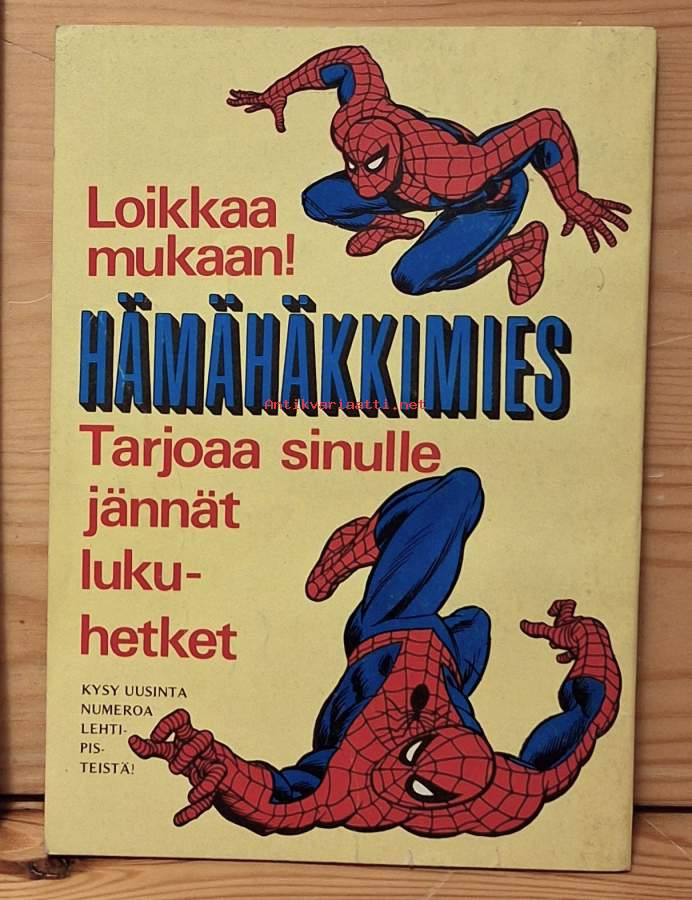 Loikkaa
mukaan!
HÄMÄHÄKKIMIES
Antikvariaatti.net
Tarjoaa sinulle
jännät
luku-
hetket
KYSY UUSINTA
NUMEROA
LEHTI-
PIS-
TEISTÄ!